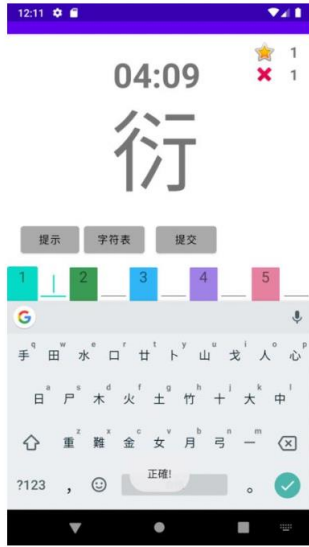 12:11
1
04:09
1
衍
提示 字符表 提交
1 2 3 4 5
G
q w e r t y u i o p
手 田 水 口 廿 卜 山 戈 人 心
a s d f g h j k l
日 尸 木 火 土 竹 十 大 中
z x c v b n m
重 難 金 女 月 弓 一
?123 , 。
正確!